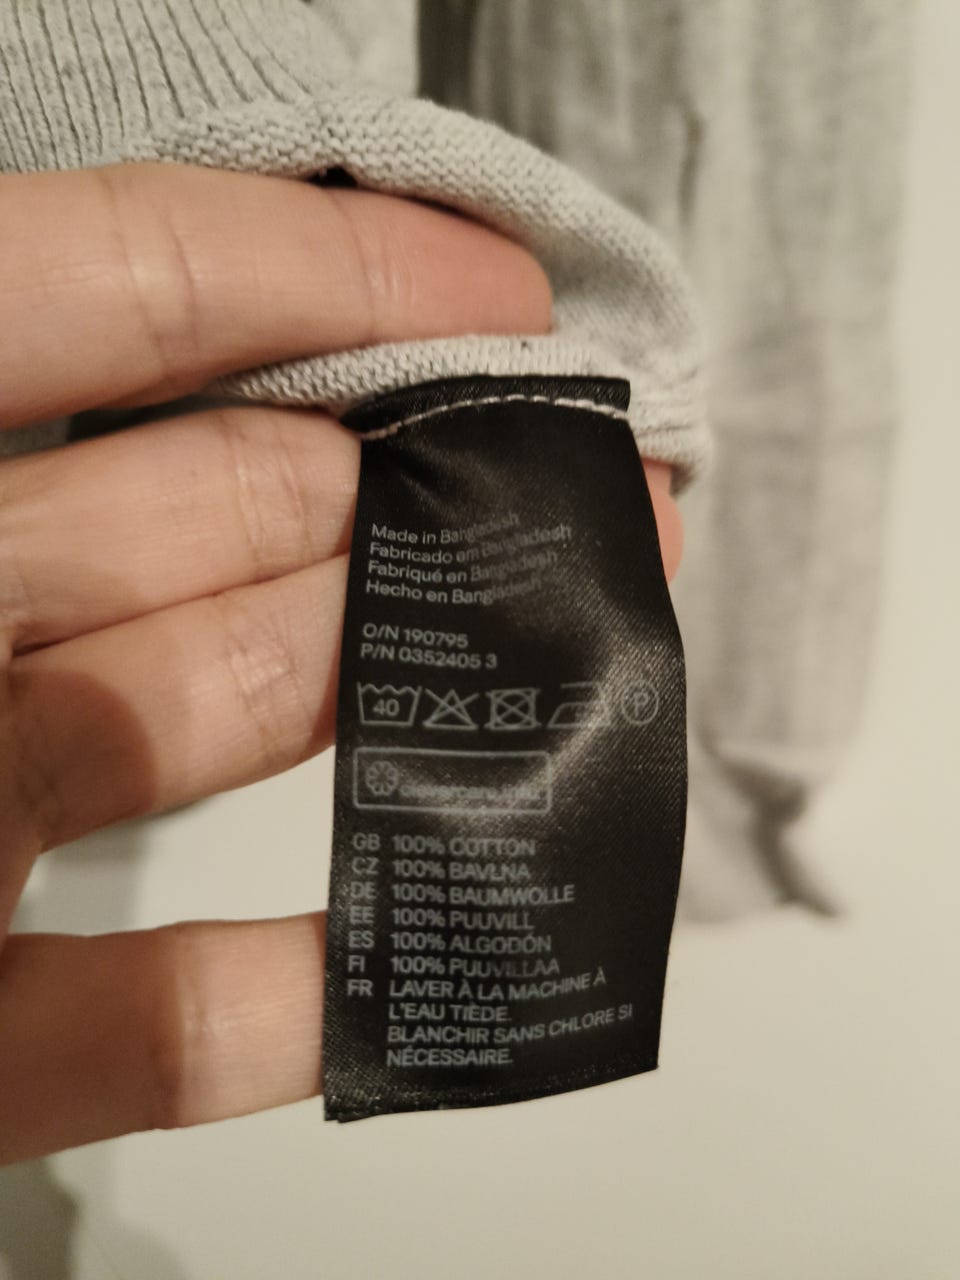 Made in Bangladesh
Fabricado em Bangladesh
Fabriqué en Bangladesh
Hecho en Bangladesh
O/N 190795
P/N 0352405 3
40
P
clevercare.info
GB 100% COTTON
CZ 100% BAVLNA
DE 100% BAUMWOLLE
EE 100% PUUVILL
ES 100% ALGODÓN
FI 100% PUUVILLAA
FR LAVER À LA MACHINE À
L'EAU TIÈDE.
BLANCHIR SANS CHLORE SI
NÉCESSAIRE.